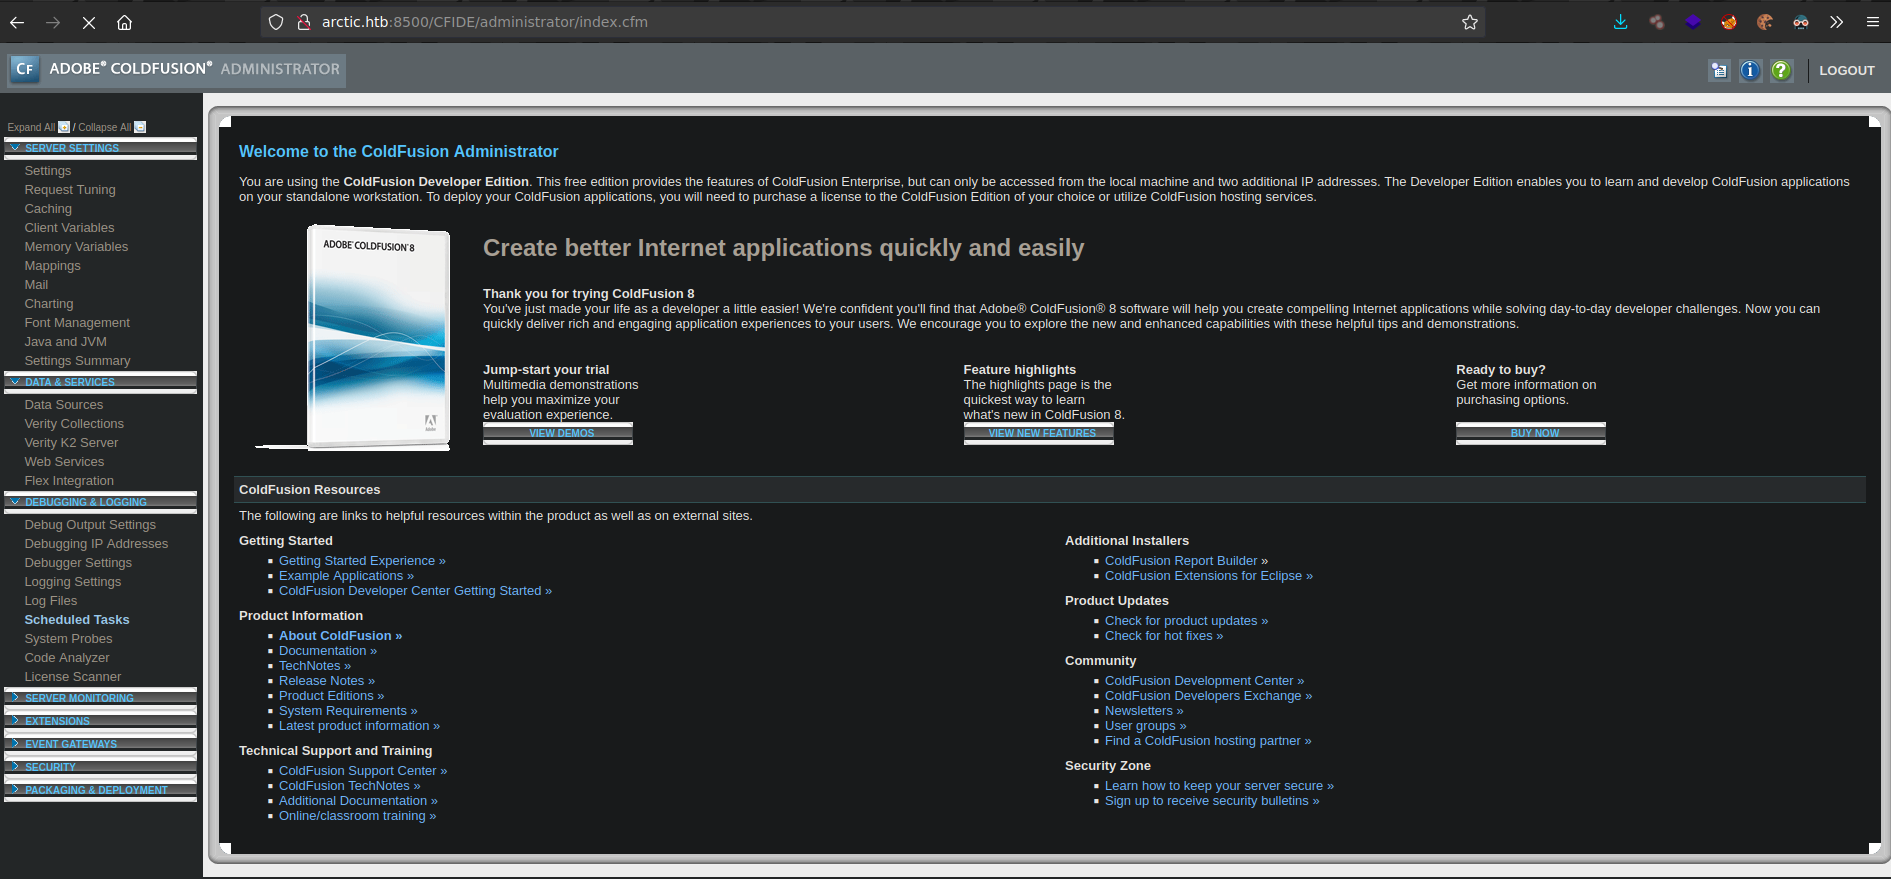 arctic.htb:8500/CFIDE/administrator/index.cfm
CF ADOBE® COLDFUSION® ADMINISTRATOR
LOGOUT
Expand All / Collapse All
SERVER SETTINGS
Settings
Request Tuning
Caching
Client Variables
Memory Variables
Mappings
Mail
Charting
Font Management
Java and JVM
Settings Summary
DATA & SERVICES
Data Sources
Verity Collections
Verity K2 Server
Web Services
Flex Integration
DEBUGGING & LOGGING
Debug Output Settings
Debugging IP Addresses
Debugger Settings
Logging Settings
Log Files
Scheduled Tasks
System Probes
Code Analyzer
License Scanner
SERVER MONITORING
EXTENSIONS
EVENT GATEWAYS
SECURITY
PACKAGING & DEPLOYMENT
Welcome to the ColdFusion Administrator
You are using the ColdFusion Developer Edition. This free edition provides the features of ColdFusion Enterprise, but can only be accessed from the local machine and two additional IP addresses. The Developer Edition enables you to learn and develop ColdFusion applications
on your standalone workstation. To deploy your ColdFusion applications, you will need to purchase a license to the ColdFusion Edition of your choice or utilize ColdFusion hosting services.
ADOBE® COLDFUSION® 8
Adobe
Create better Internet applications quickly and easily
Thank you for trying ColdFusion 8
You've just made your life as a developer a little easier! We're confident you'll find that Adobe® ColdFusion® 8 software will help you create compelling Internet applications while solving day-to-day developer challenges. Now you can
quickly deliver rich and engaging application experiences to your users. We encourage you to explore the new and enhanced capabilities with these helpful tips and demonstrations.
Jump-start your trial
Multimedia demonstrations
help you maximize your
evaluation experience.
VIEW DEMOS
Feature highlights
The highlights page is the
quickest way to learn
what's new in ColdFusion 8.
VIEW NEW FEATURES
Ready to buy?
Get more information on
purchasing options.
BUY NOW
ColdFusion Resources
The following are links to helpful resources within the product as well as on external sites.
Getting Started
Getting Started Experience »
Example Applications »
ColdFusion Developer Center Getting Started »
Product Information
About ColdFusion »
Documentation »
TechNotes »
Release Notes »
Product Editions »
System Requirements »
Latest product information »
Technical Support and Training
ColdFusion Support Center »
ColdFusion TechNotes »
Additional Documentation »
Online/classroom training »
Additional Installers
ColdFusion Report Builder »
ColdFusion Extensions for Eclipse »
Product Updates
Check for product updates »
Check for hot fixes »
Community
ColdFusion Development Center »
ColdFusion Developers Exchange »
Newsletters »
User groups »
Find a ColdFusion hosting partner »
Security Zone
Learn how to keep your server secure »
Sign up to receive security bulletins »